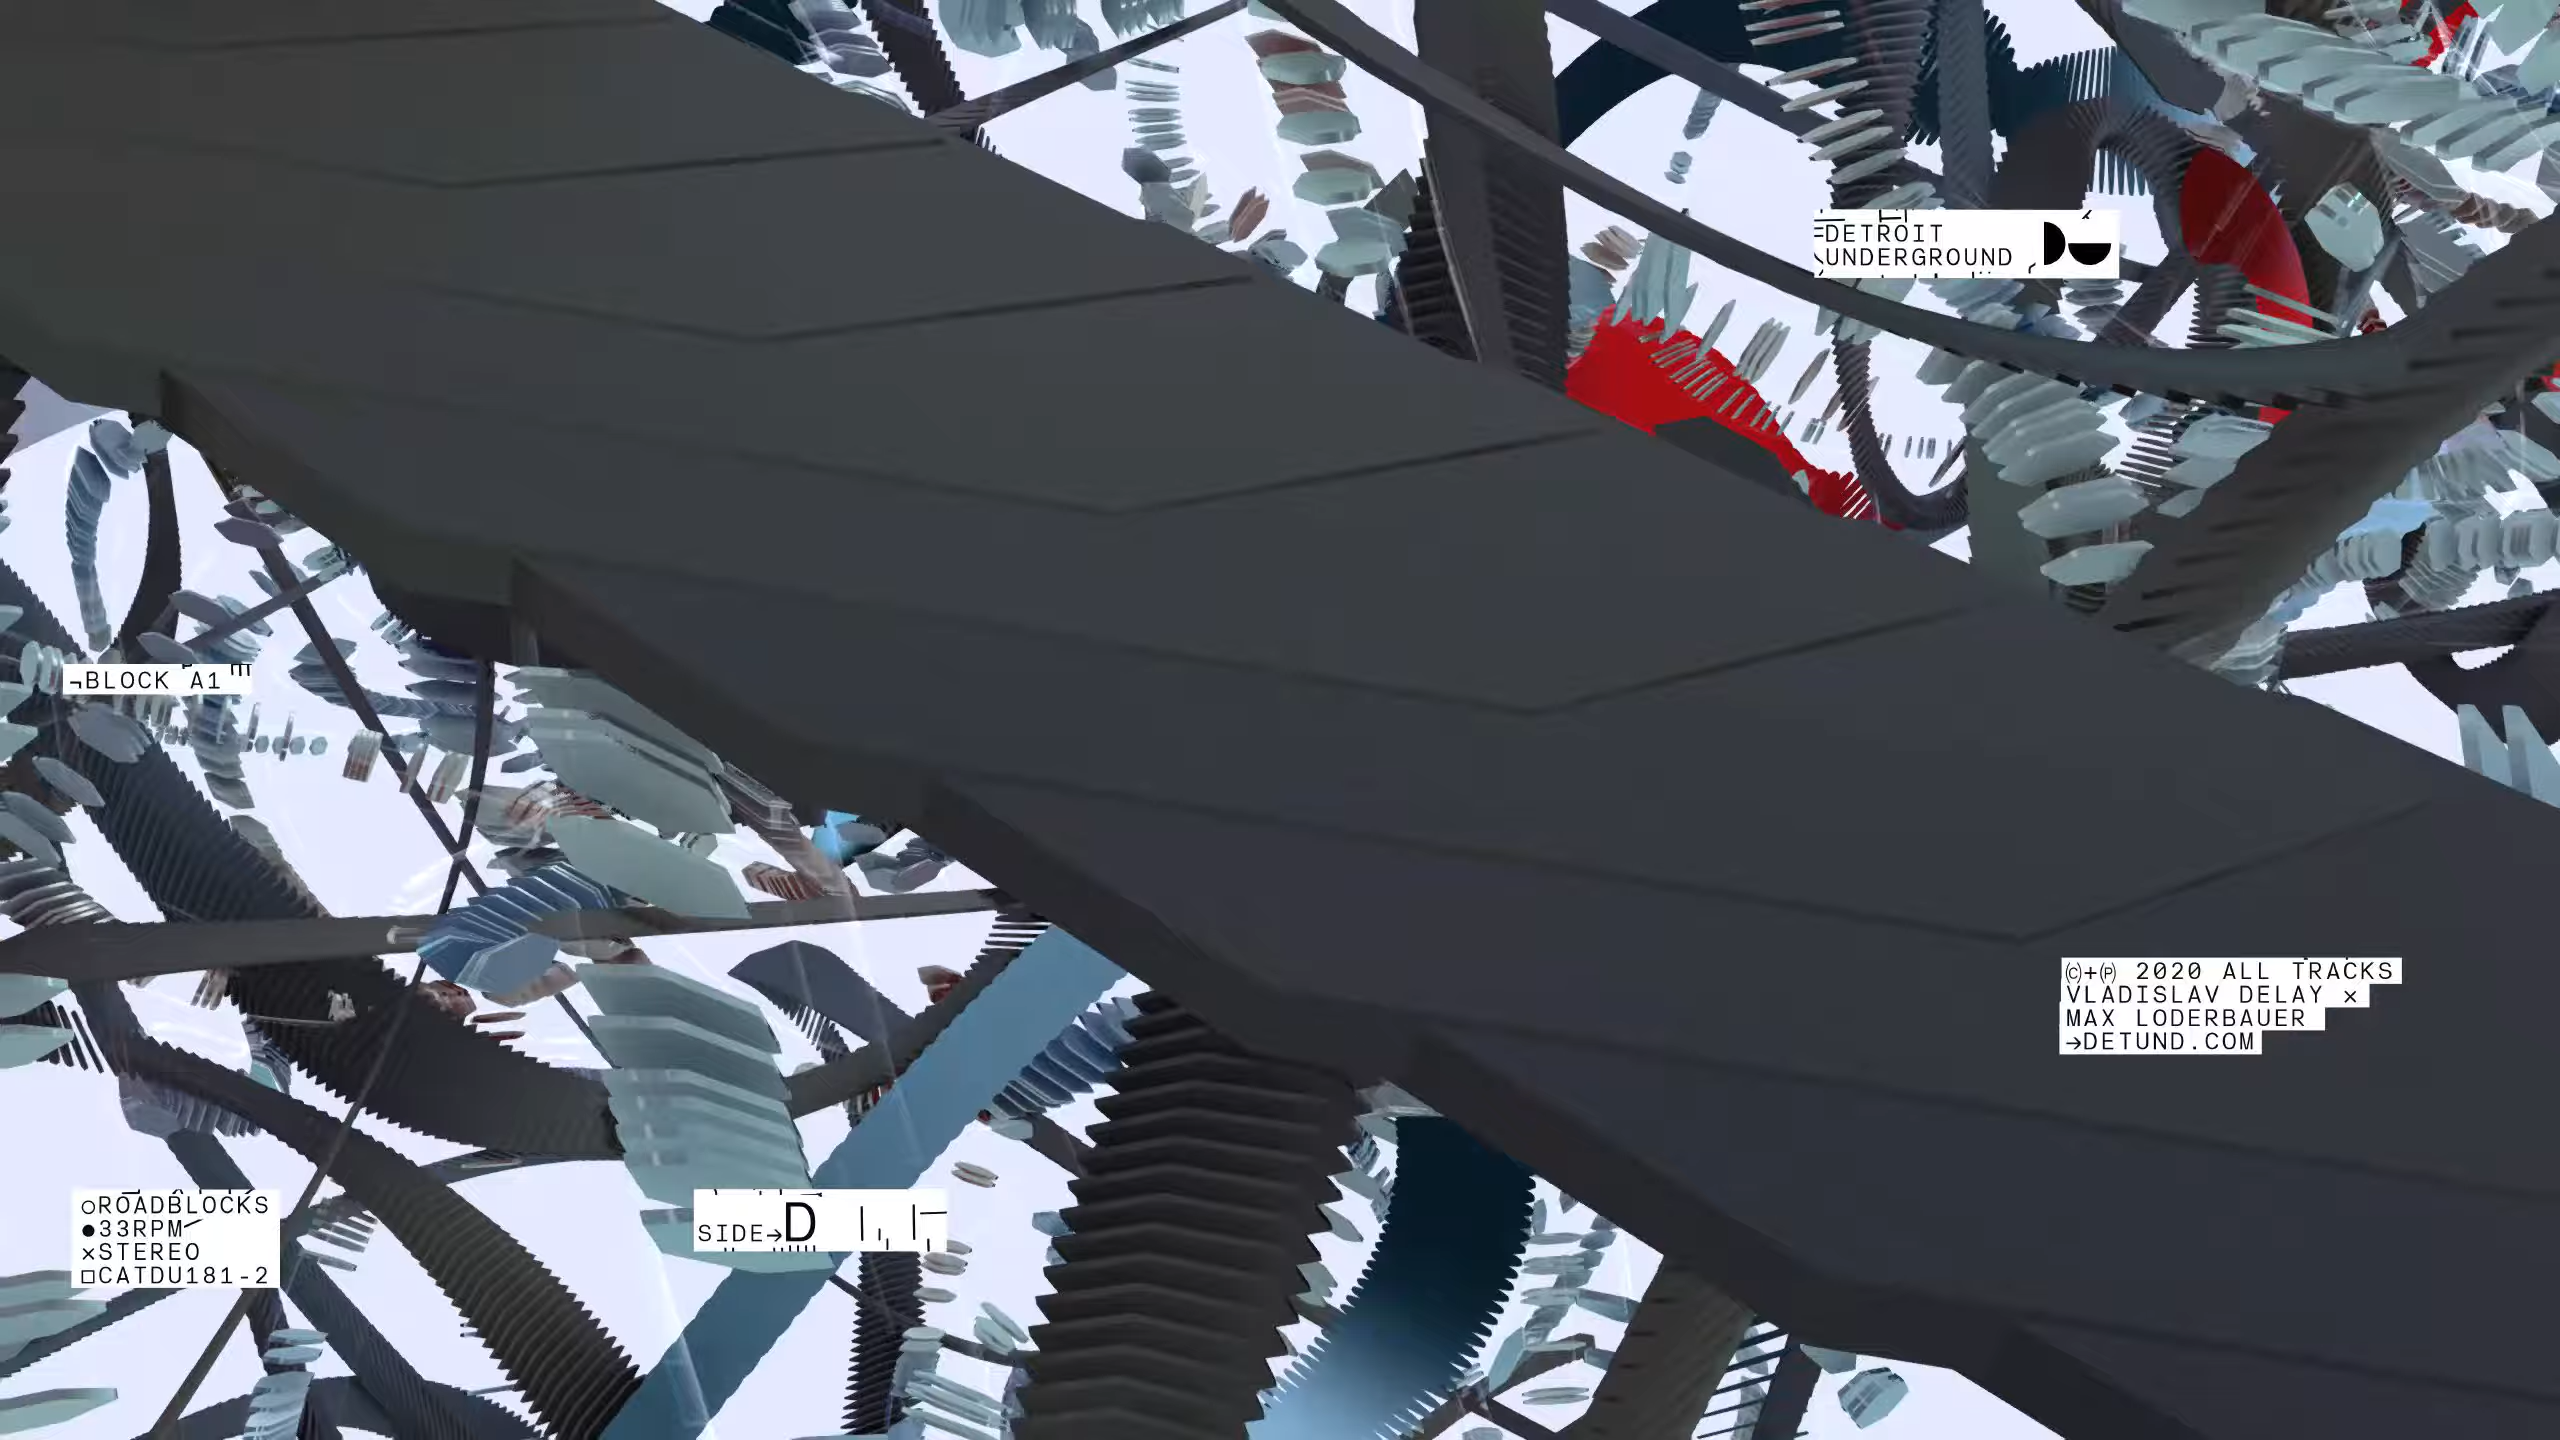 DETROIT
UNDERGROUND
¬BLOCK A1
Ⓒ+Ⓟ 2020 ALL TRACKS
VLADISLAV DELAY ×
MAX LODERBAUER
→DETUND.COM
○ROADBLOCKS
●33RPM
×STEREO
□CATDU181-2
SIDE→D